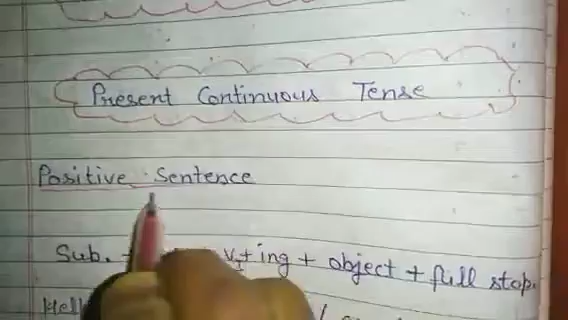 Present Continuous Tense
Positive Sentence
Sub. + V1+ing + object + full stop.